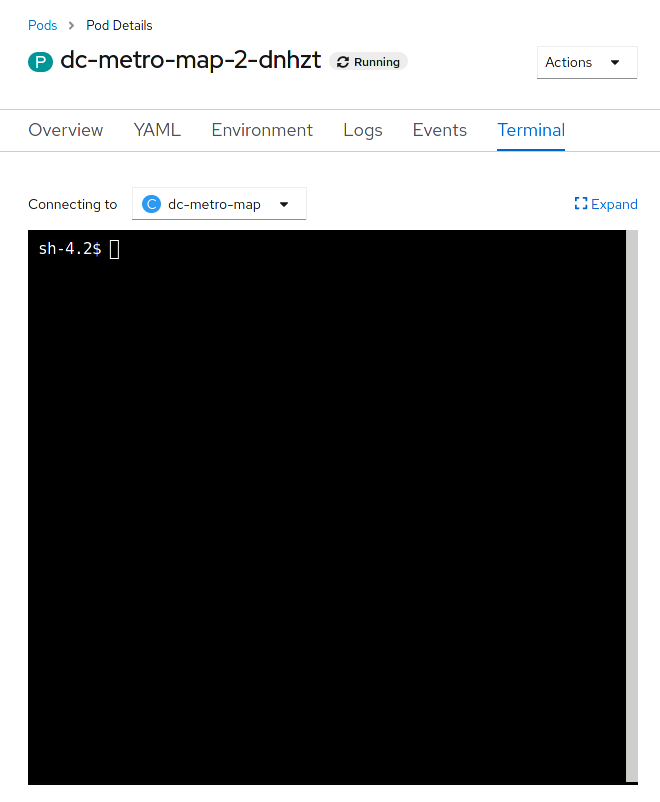 Pods > Pod Details
P dc-metro-map-2-dnhzt Running Actions
Overview YAML Environment Logs Events Terminal
Connecting to C dc-metro-map Expand
sh-4.2$